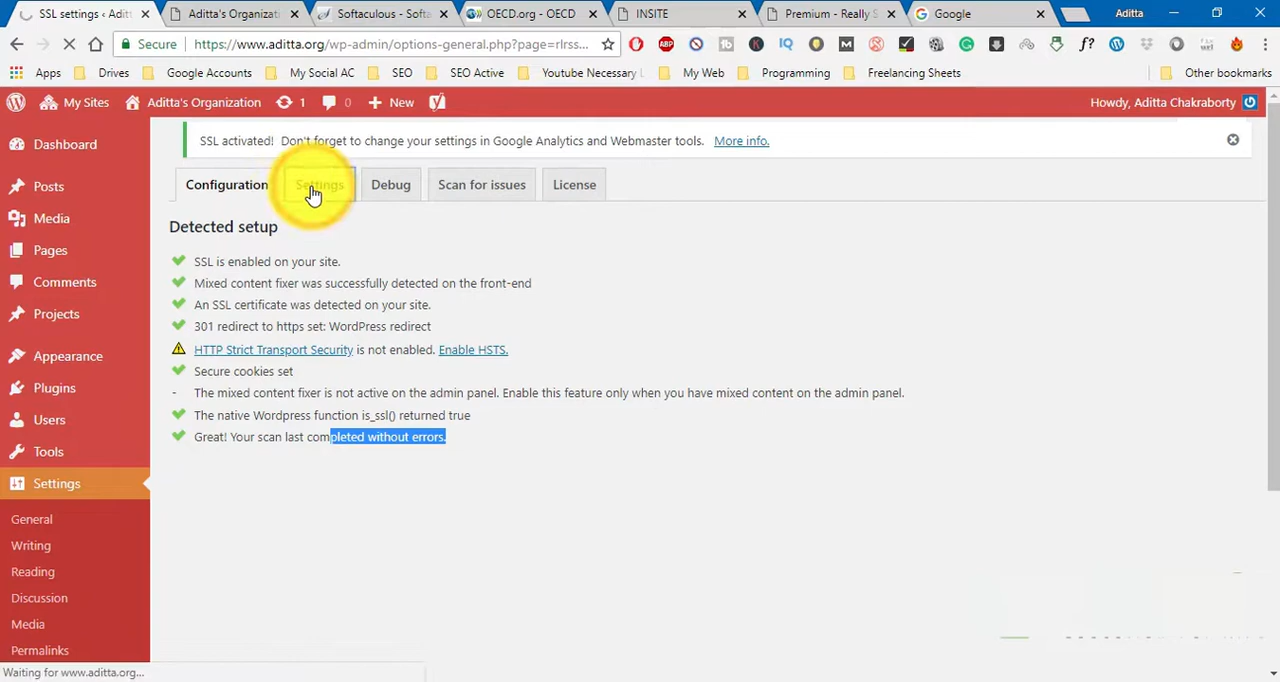 SSL settings ‹ Adit
Aditta's Organizati
Softaculous - Softa
OECD.org - OECD
INSITE
Premium - Really S
Google
Aditta
Secure
https://www.aditta.org/wp-admin/options-general.php?page=rlrss...
Apps
Drives
Google Accounts
My Social AC
SEO
SEO Active
Youtube Necessary
My Web
Programming
Freelancing Sheets
Other bookmarks
My Sites
Aditta's Organization
1
0
New
Howdy, Aditta Chakraborty
Dashboard
Posts
Media
Pages
Comments
Projects
Appearance
Plugins
Users
Tools
Settings
General
Writing
Reading
Discussion
Media
Permalinks
SSL activated! Don't forget to change your settings in Google Analytics and Webmaster tools. More info.
Configuration
Settings
Debug
Scan for issues
License
Detected setup
SSL is enabled on your site.
Mixed content fixer was successfully detected on the front-end
An SSL certificate was detected on your site.
301 redirect to https set: WordPress redirect
HTTP Strict Transport Security is not enabled. Enable HSTS.
Secure cookies set
- The mixed content fixer is not active on the admin panel. Enable this feature only when you have mixed content on the admin panel.
The native Wordpress function is_ssl() returned true
Great! Your scan last completed without errors.
Waiting for www.aditta.org...